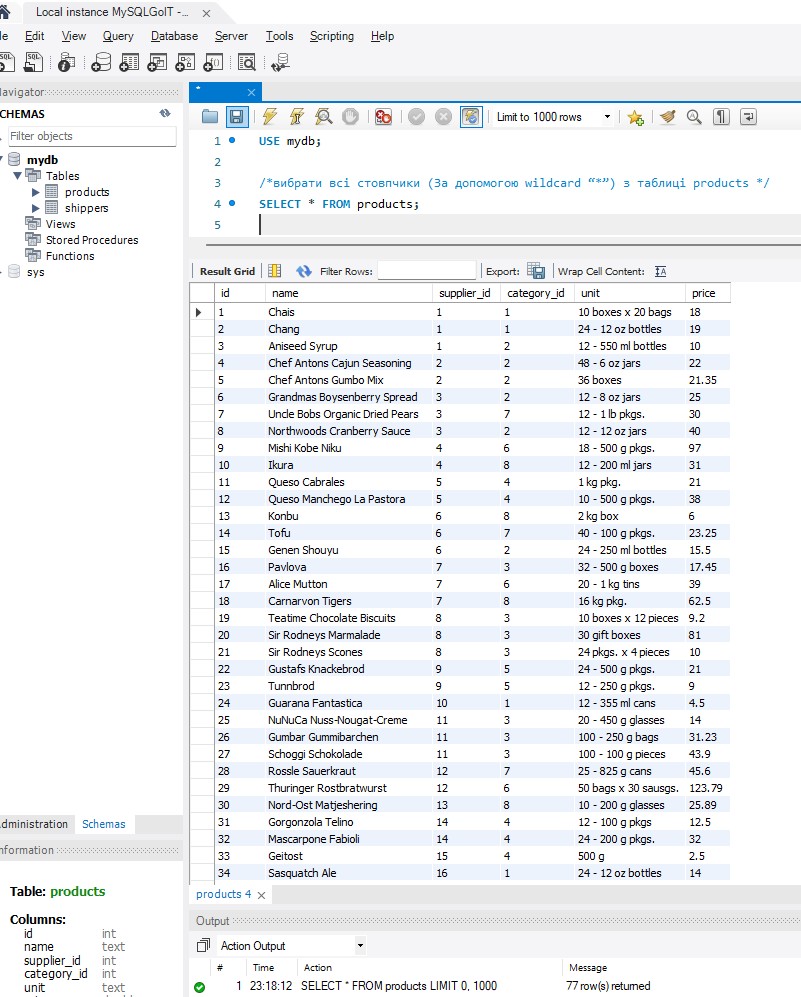 Local instance MySQLGoIT -...
le Edit View Query Database Server Tools Scripting Help
Navigator
CHEMAS
Filter objects
mydb
Tables
products
shippers
Views
Stored Procedures
Functions
sys
Administration Schemas
Information
Table: products
Columns:
id int
name text
supplier_id int
category_id int
unit text
*
Limit to 1000 rows
1 USE mydb;
2
3 /*вибрати всі стовпчики (За допомогою wildcard “*”) з таблиці products */
4 SELECT * FROM products;
5
Result Grid Filter Rows: Export: Wrap Cell Content: IA
id name supplier_id category_id unit price
1 Chais 1 1 10 boxes x 20 bags 18
2 Chang 1 1 24 - 12 oz bottles 19
3 Aniseed Syrup 1 2 12 - 550 ml bottles 10
4 Chef Antons Cajun Seasoning 2 2 48 - 6 oz jars 22
5 Chef Antons Gumbo Mix 2 2 36 boxes 21.35
6 Grandmas Boysenberry Spread 3 2 12 - 8 oz jars 25
7 Uncle Bobs Organic Dried Pears 3 7 12 - 1 lb pkgs. 30
8 Northwoods Cranberry Sauce 3 2 12 - 12 oz jars 40
9 Mishi Kobe Niku 4 6 18 - 500 g pkgs. 97
10 Ikura 4 8 12 - 200 ml jars 31
11 Queso Cabrales 5 4 1 kg pkg. 21
12 Queso Manchego La Pastora 5 4 10 - 500 g pkgs. 38
13 Konbu 6 8 2 kg box 6
14 Tofu 6 7 40 - 100 g pkgs. 23.25
15 Genen Shouyu 6 2 24 - 250 ml bottles 15.5
16 Pavlova 7 3 32 - 500 g boxes 17.45
17 Alice Mutton 7 6 20 - 1 kg tins 39
18 Carnarvon Tigers 7 8 16 kg pkg. 62.5
19 Teatime Chocolate Biscuits 8 3 10 boxes x 12 pieces 9.2
20 Sir Rodneys Marmalade 8 3 30 gift boxes 81
21 Sir Rodneys Scones 8 3 24 pkgs. x 4 pieces 10
22 Gustafs Knackebrod 9 5 24 - 500 g pkgs. 21
23 Tunnbrod 9 5 12 - 250 g pkgs. 9
24 Guarana Fantastica 10 1 12 - 355 ml cans 4.5
25 NuNuCa Nuss-Nougat-Creme 11 3 20 - 450 g glasses 14
26 Gumbar Gummibarchen 11 3 100 - 250 g bags 31.23
27 Schoggi Schokolade 11 3 100 - 100 g pieces 43.9
28 Rossle Sauerkraut 12 7 25 - 825 g cans 45.6
29 Thuringer Rostbratwurst 12 6 50 bags x 30 sausgs. 123.79
30 Nord-Ost Matjeshering 13 8 10 - 200 g glasses 25.89
31 Gorgonzola Telino 14 4 12 - 100 g pkgs 12.5
32 Mascarpone Fabioli 14 4 24 - 200 g pkgs. 32
33 Geitost 15 4 500 g 2.5
34 Sasquatch Ale 16 1 24 - 12 oz bottles 14
products 4
Output
Action Output
# Time Action Message
1 23:18:12 SELECT * FROM products LIMIT 0, 1000 77 row(s) returned